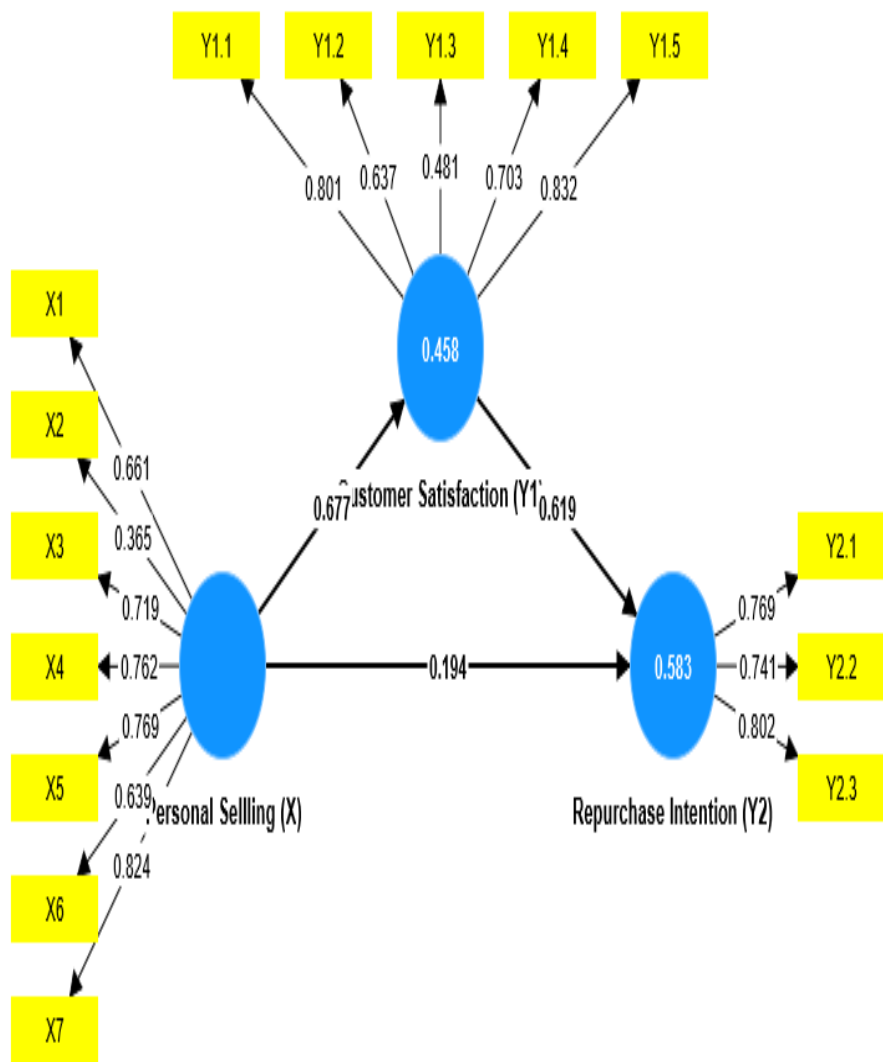 Y1.1 Y1.2 Y1.3 Y1.4 Y1.5
0.801 0.637 0.481 0.703 0.832
X1
X2
X3
X4
X5
X6
X7
0.661
0.365
0.719
0.762
0.769
0.639
0.824
0.458
Customer Satisfaction (Y1)
0.677
0.619
0.194
Personal Sellling (X)
0.583
Repurchase Intention (Y2)
0.769
0.741
0.802
Y2.1
Y2.2
Y2.3